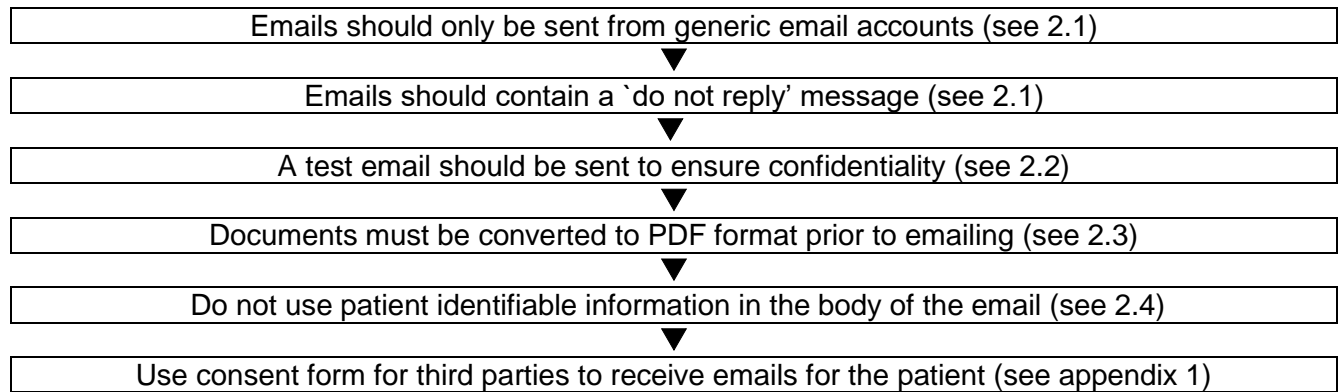 Emails should only be sent from generic email accounts (see 2.1)
Emails should contain a `do not reply’ message (see 2.1)
A test email should be sent to ensure confidentiality (see 2.2)
Documents must be converted to PDF format prior to emailing (see 2.3)
Do not use patient identifiable information in the body of the email (see 2.4)
Use consent form for third parties to receive emails for the patient (see appendix 1)